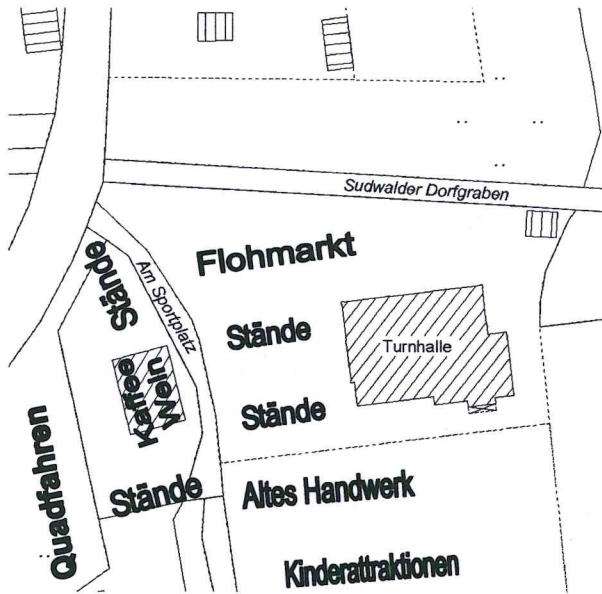 Sudwalder Dorfgraben
Flohmarkt
Stände
Am Sportplatz
Stände
Turnhalle
Kaffee
Wein
Stände
Quadfahren
Stände
Altes Handwerk
Kinderattraktionen